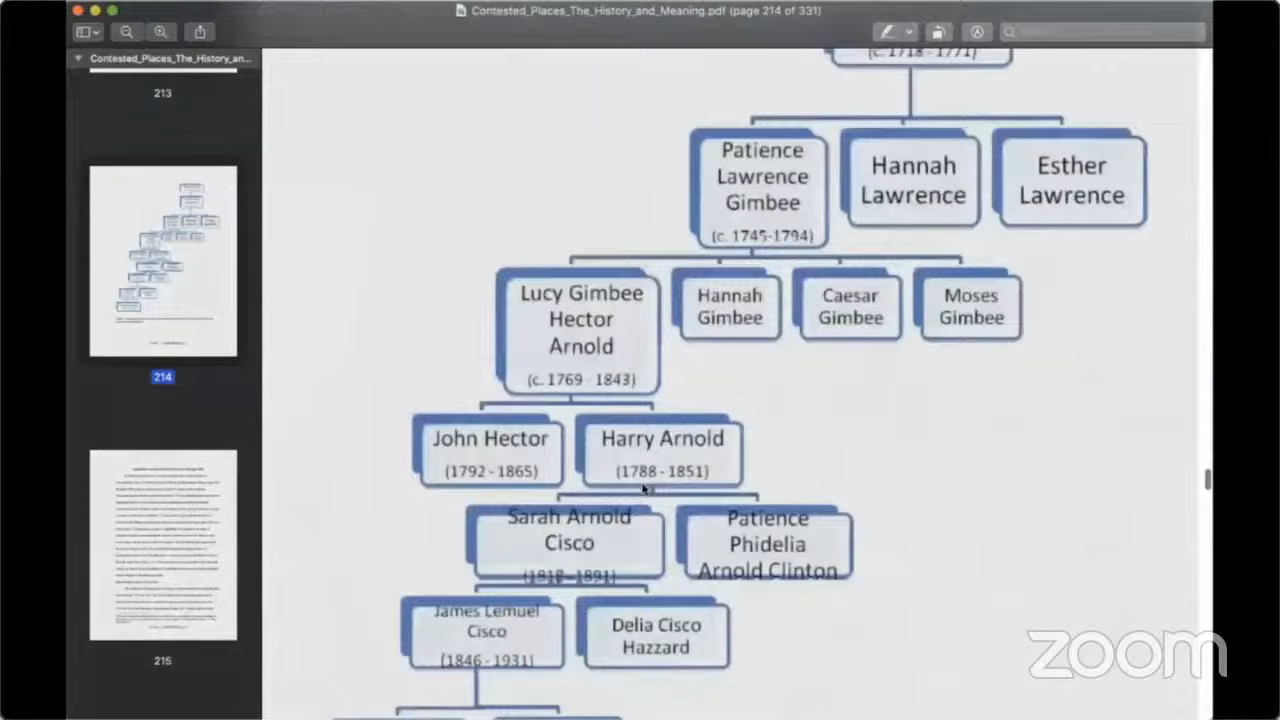 Contested_Places_The_History_and_Meaning.pdf (page 214 of 331)
Contested_Places_The_History_an...
213
214
215
(c. 1718 - 1771)
Patience
Lawrence
Gimbee
(c. 1745-1794)
Hannah
Lawrence
Esther
Lawrence
Lucy Gimbee
Hector
Arnold
(c. 1769 - 1843)
Hannah
Gimbee
Caesar
Gimbee
Moses
Gimbee
John Hector
(1792 - 1865)
Harry Arnold
(1788 - 1851)
Sarah Arnold
Cisco
(1818–1891)
Patience
Phidelia
Arnold Clinton
James Lemuel
Cisco
(1846 - 1931)
Delia Cisco
Hazzard
zoom